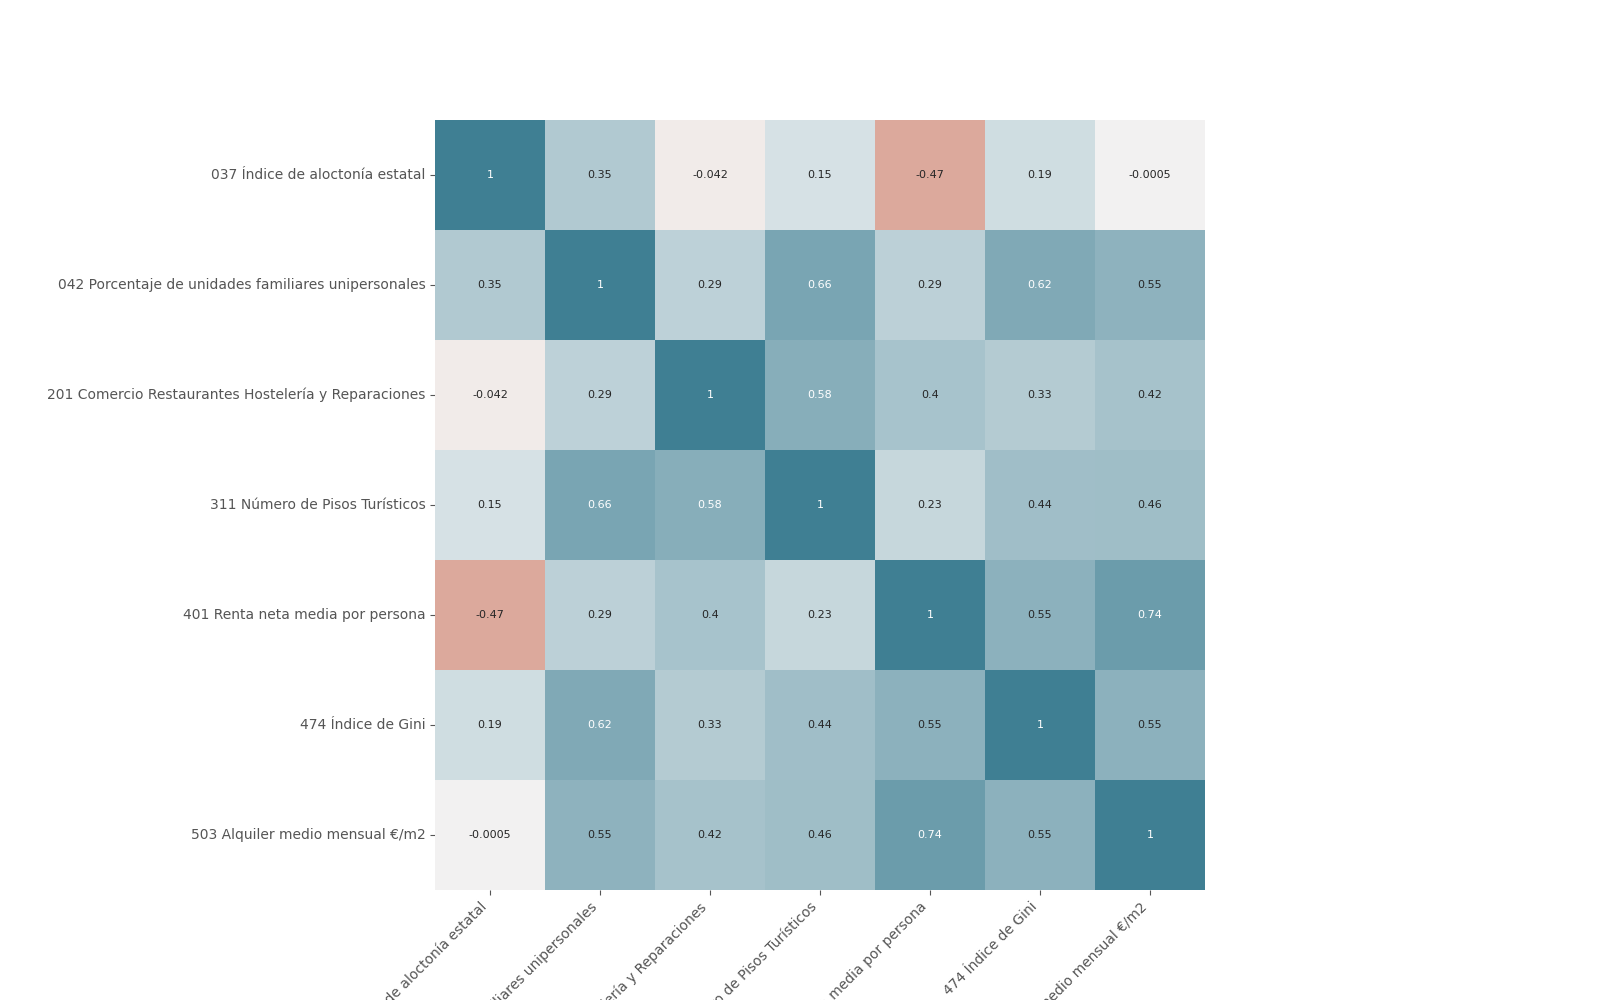 037 Índice de aloctonía estatal 1 0.35 -0.042 0.15 -0.47 0.19 -0.0005
042 Porcentaje de unidades familiares unipersonales 0.35 1 0.29 0.66 0.29 0.62 0.55
201 Comercio Restaurantes Hostelería y Reparaciones -0.042 0.29 1 0.58 0.4 0.33 0.42
311 Número de Pisos Turísticos 0.15 0.66 0.58 1 0.23 0.44 0.46
401 Renta neta media por persona -0.47 0.29 0.4 0.23 1 0.55 0.74
474 Índice de Gini 0.19 0.62 0.33 0.44 0.55 1 0.55
503 Alquiler medio mensual €/m2 -0.0005 0.55 0.42 0.46 0.74 0.55 1
de aloctonía estatal
unipersonales
y Reparaciones
de Pisos Turísticos
media por persona
474 Índice de Gini
mensual €/m2